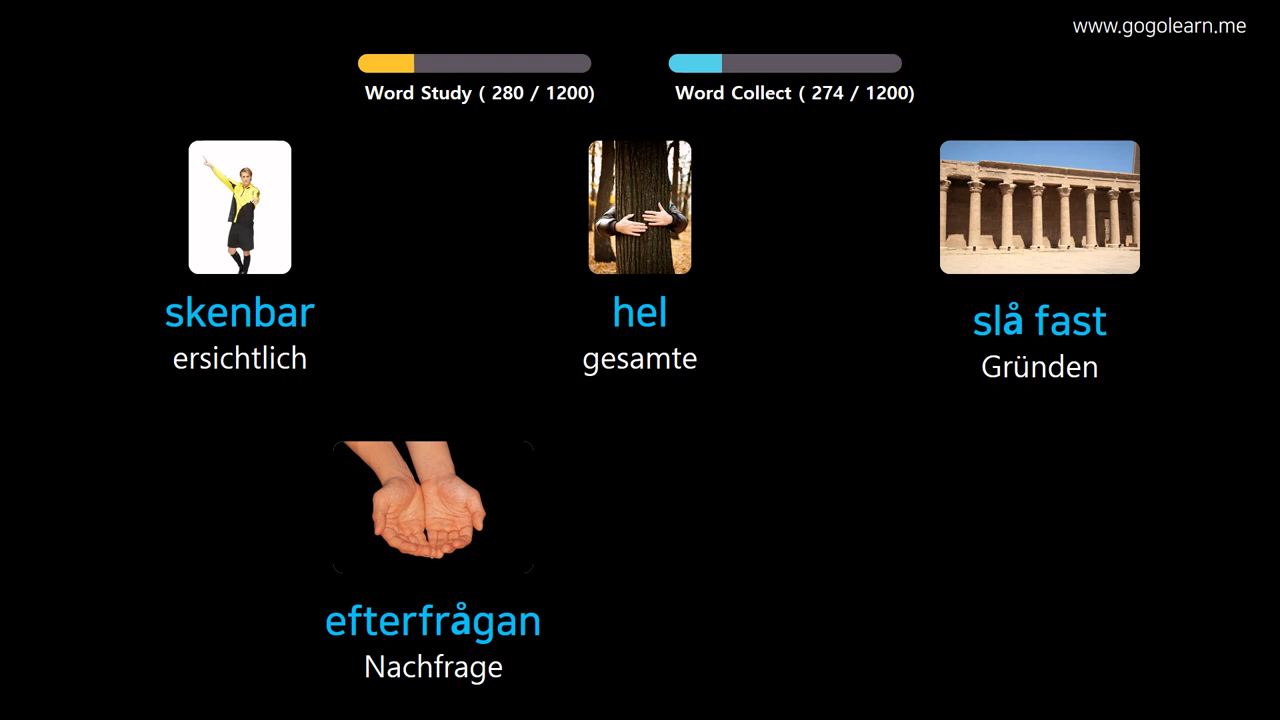 www.gogolearn.me
Word Study ( 280 / 1200)
Word Collect ( 274 / 1200)
skenbar
ersichtlich
hel
gesamte
slå fast
Gründen
efterfrågan
Nachfrage